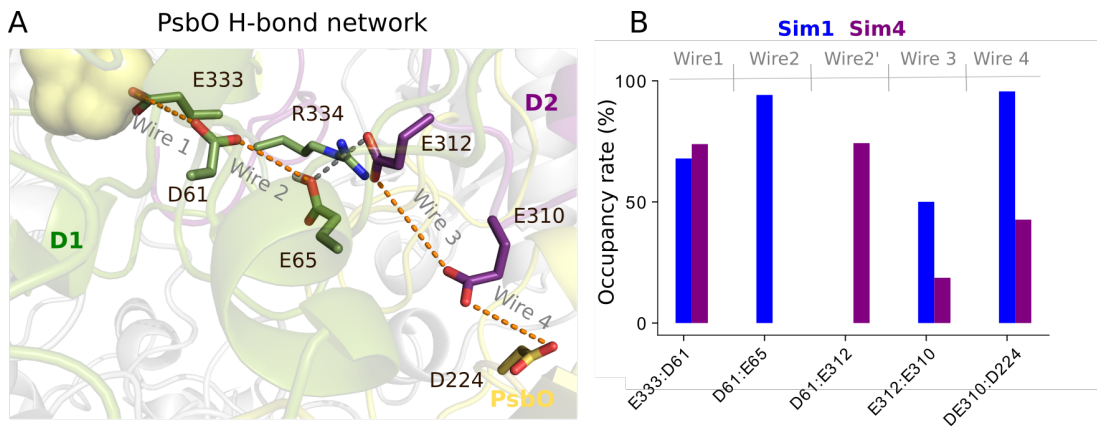 A
PsbO H-bond network
E333
R334
D2
Wire 1
E312
D61
Wire 2
E310
Wire 3
D1
E65
Wire 4
D224
PsbO
B
Sim1 Sim4
Wire1 Wire2 Wire2' Wire 3 Wire 4
Occupancy rate (%)
100
50
0
E333:D61
D61:E65
D61:E312
E312:E310
DE310:D224